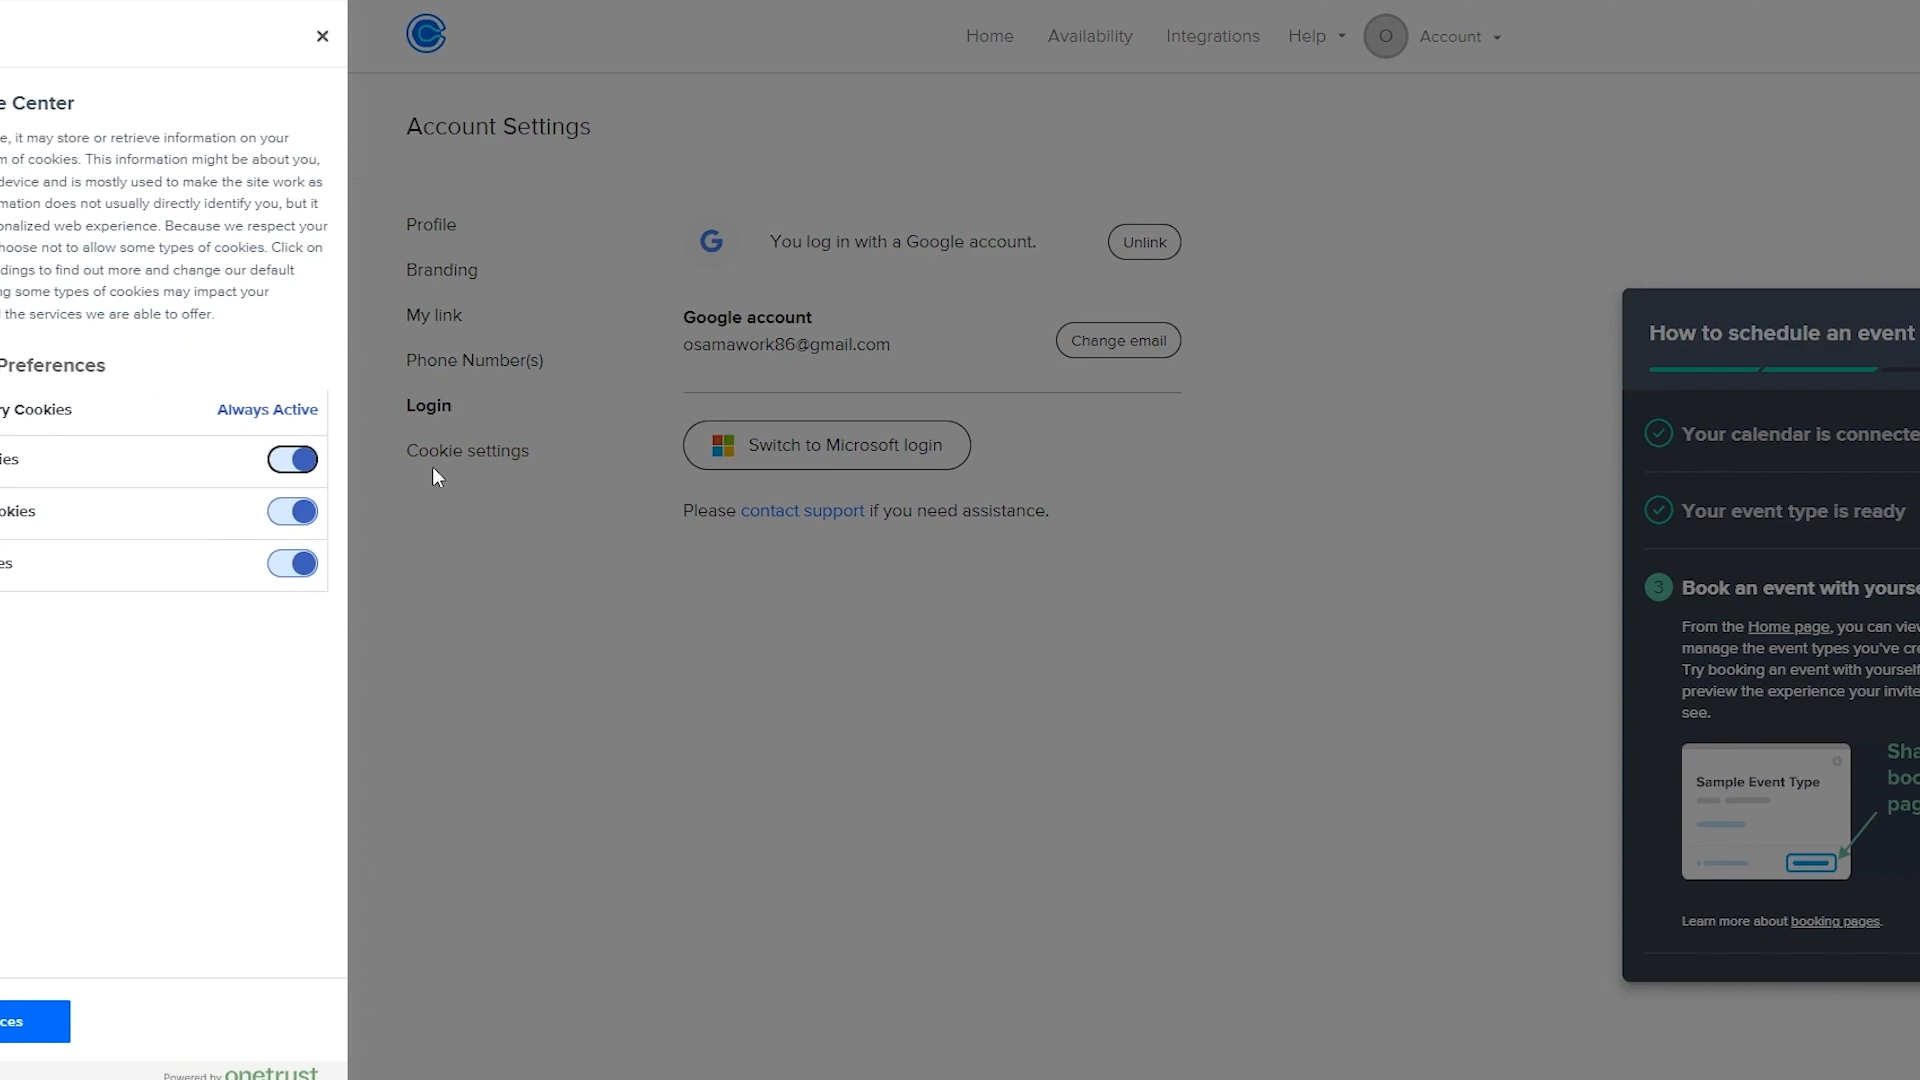 e Center
e, it may store or retrieve information on your
m of cookies. This information might be about you,
device and is mostly used to make the site work as
mation does not usually directly identify you, but it
onalized web experience. Because we respect your
hoose not to allow some types of cookies. Click on
dings to find out more and change our default
ng some types of cookies may impact your
the services we are able to offer.
Preferences
ry Cookies
Always Active
ies
okies
es
ces
Powered by onetrust
Home
Availability
Integrations
Help
O
Account
Account Settings
Profile
Branding
My link
Phone Number(s)
Login
Cookie settings
You log in with a Google account.
Unlink
Google account
osamawork86@gmail.com
Change email
Switch to Microsoft login
Please contact support if you need assistance.
How to schedule an event
Your calendar is connecte
Your event type is ready
3
Book an event with yourse
From the Home page, you can view
manage the event types you've cre
Try booking an event with yourself
preview the experience your invite
see.
Sample Event Type
Sha
boo
pag
Learn more about booking pages.